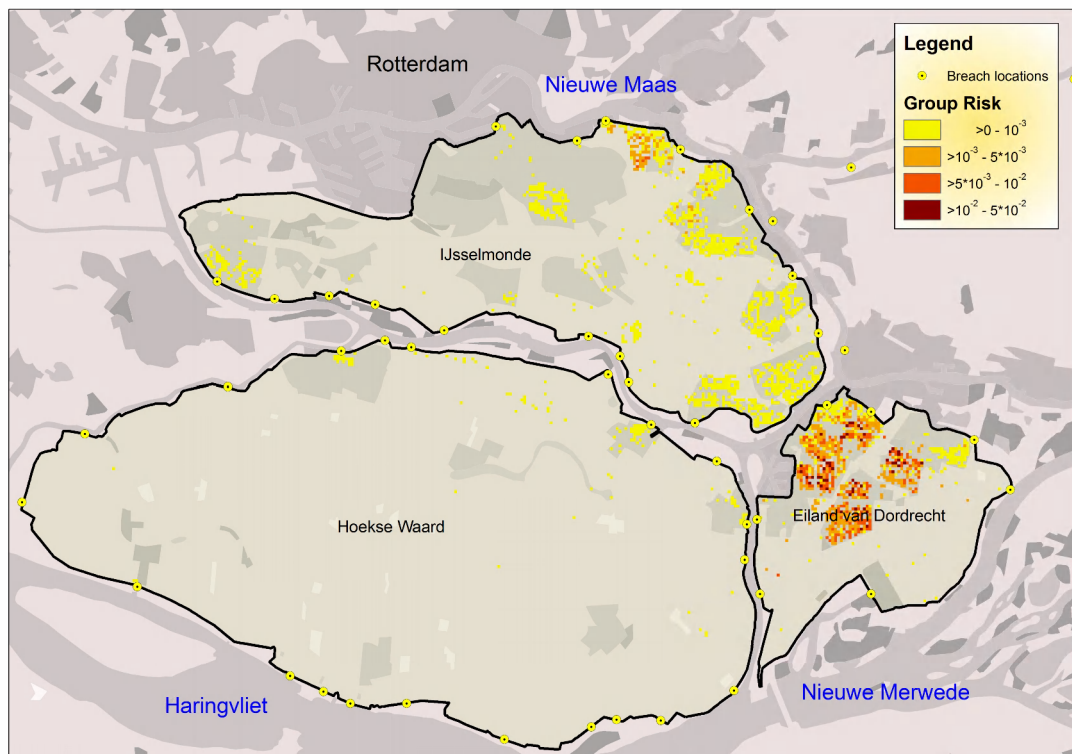 Legend
Breach locations
Group Risk
>0 - 10⁻³
>10⁻³ - 5*10⁻³
>5*10⁻³ - 10⁻²
>10⁻² - 5*10⁻²
Rotterdam
Nieuwe Maas
IJsselmonde
Hoekse Waard
Eiland van Dordrecht
Haringvliet
Nieuwe Merwede